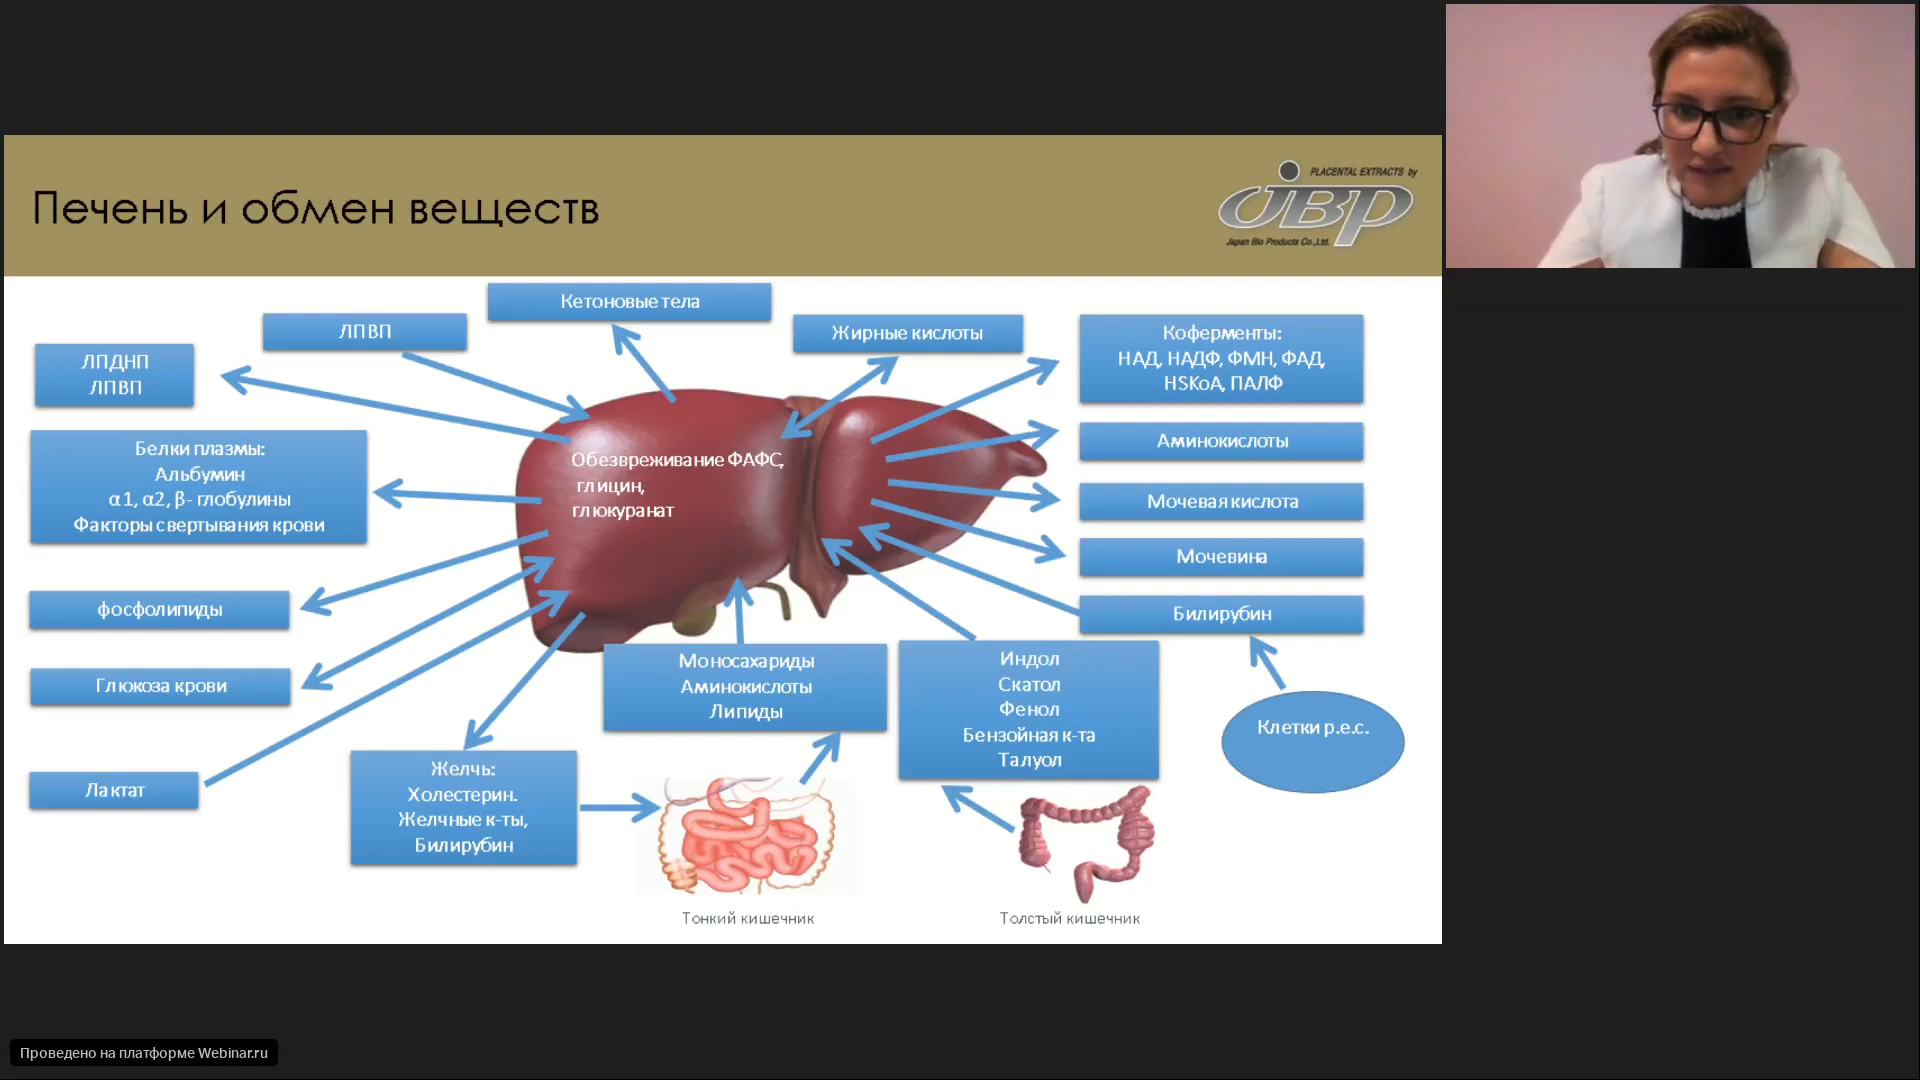 Печень и обмен веществ
PLACENTAL EXTRACTS by
JBP
Japan Bio Products Co.,Ltd.
Кетоновые тела
ЛПВП
Жирные кислоты
Коферменты:
НАД, НАДФ, ФМН, ФАД,
HSKoA, ПАЛФ
ЛПДНП
ЛПВП
Белки плазмы:
Альбумин
α1, α2, β- глобулины
Факторы свертывания крови
Обезвреживание ФАФС,
глицин,
глюкуранат
Аминокислоты
Мочевая кислота
Мочевина
Билирубин
фосфолипиды
Глюкоза крови
Лактат
Моносахариды
Аминокислоты
Липиды
Индол
Скатол
Фенол
Бензойная к-та
Талуол
Клетки р.е.с.
Желчь:
Холестерин.
Желчные к-ты,
Билирубин
Тонкий кишечник
Толстый кишечник
Проведено на платформе Webinar.ru